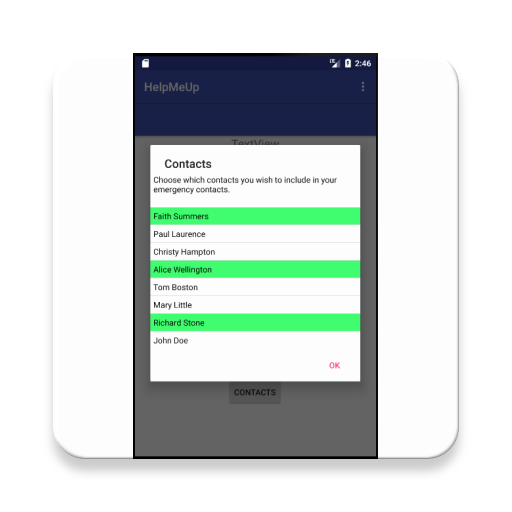 2:46
HelpMeUp
TextView
Contacts
Choose which contacts you wish to include in your
emergency contacts.
Faith Summers
Paul Laurence
Christy Hampton
Alice Wellington
Tom Boston
Mary Little
Richard Stone
John Doe
OK
CONTACTS